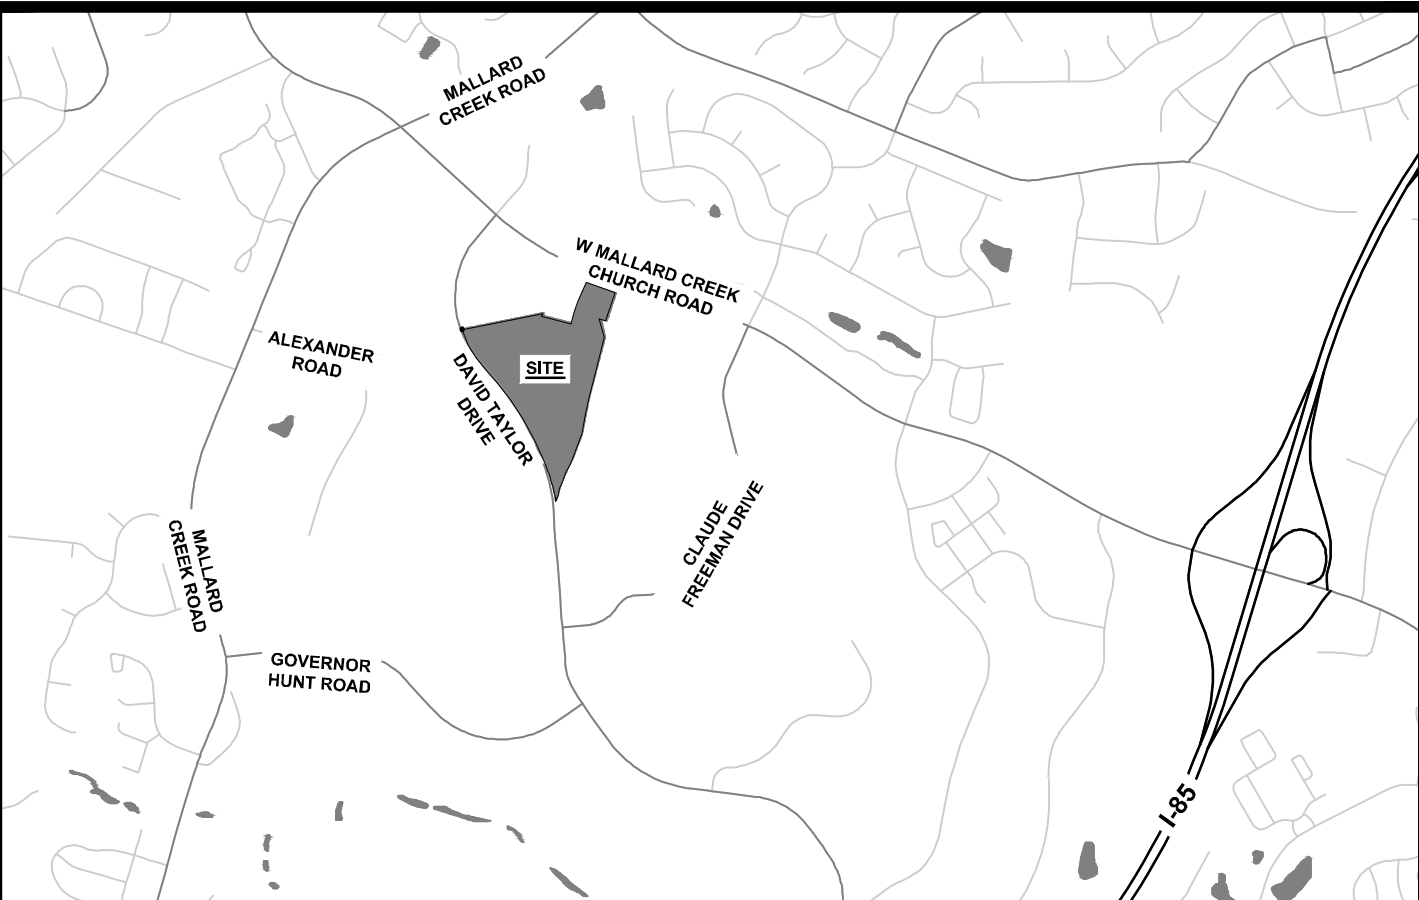 MALLARD
CREEK ROAD
W MALLARD CREEK
CHURCH ROAD
ALEXANDER
ROAD
SITE
DAVID TAYLOR
DRIVE
CLAUDE
FREEMAN DRIVE
MALLARD
CREEK ROAD
GOVERNOR
HUNT ROAD
I-85